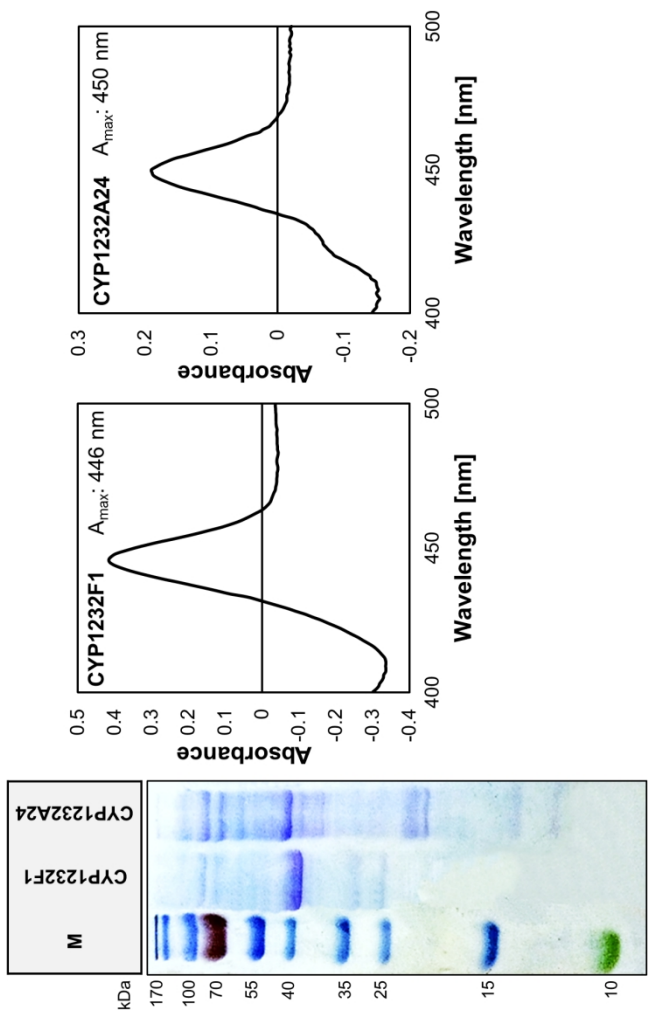 M
CYP1232F1
CYP1232A24
kDa
170
100
70
55
40
35
25
15
10
CYP1232F1 Amax: 446 nm
Absorbance
0.5
0.4
0.3
0.2
0.1
0
-0.1
-0.2
-0.3
-0.4
400 450 500
Wavelength [nm]
CYP1232A24 Amax: 450 nm
Absorbance
0.3
0.2
0.1
0
-0.1
-0.2
400 450 500
Wavelength [nm]